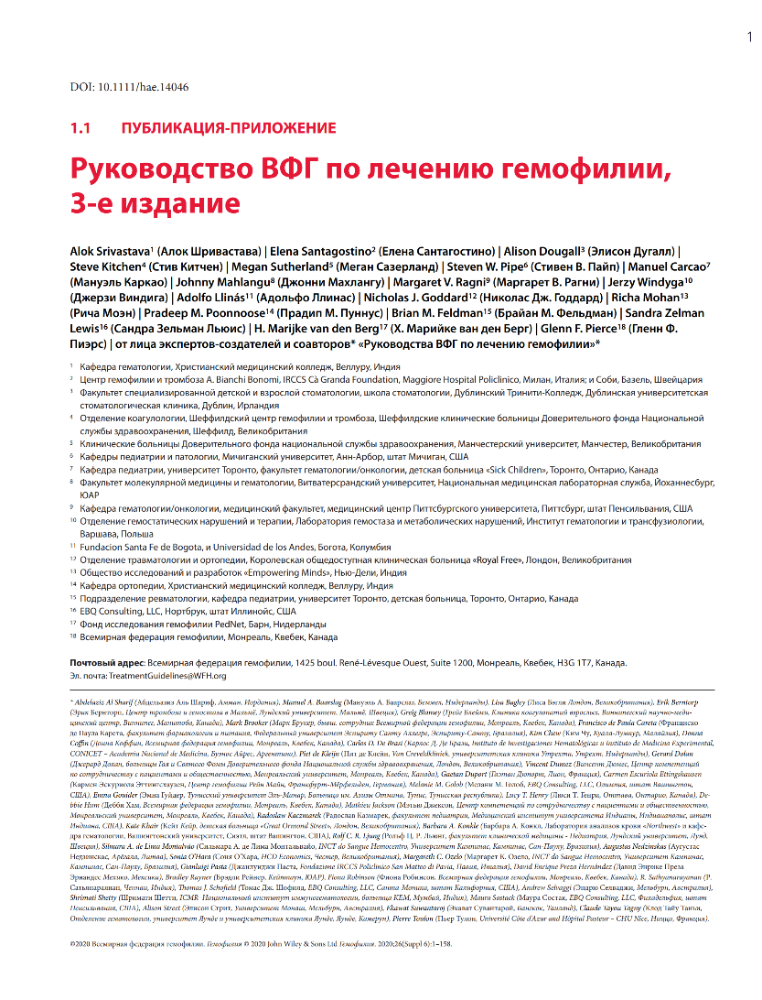 1
DOI: 10.1111/hae.14046
1.1 ПУБЛИКАЦИЯ-ПРИЛОЖЕНИЕ
Руководство ВФГ по лечению гемофилии,
3-е издание
Alok Srivastava¹ (Алок Шривастава) | Elena Santagostino² (Елена Сантагостино) | Alison Dougall³ (Элисон Дугалл) |
Steve Kitchen⁴ (Стив Китчен) | Megan Sutherland⁵ (Меган Сазерланд) | Steven W. Pipe⁶ (Стивен В. Пайп) | Manuel Carcao⁷
(Мануэль Каркао) | Johnny Mahlangu⁸ (Джонни Махлангу) | Margaret V. Ragni⁹ (Маргарет В. Рагни) | Jerzy Windyga¹⁰
(Джерзи Виндига) | Adolfo Llinás¹¹ (Адольфо Ллинас) | Nicholas J. Goddard¹² (Николас Дж. Годдард) | Richa Mohan¹³
(Рича Моэн) | Pradeep M. Poonnoose¹⁴ (Прадип М. Пуннус) | Brian M. Feldman¹⁵ (Брайан М. Фельдман) | Sandra Zelman
Lewis¹⁶ (Сандра Зельман Льюис) | H. Marijke van den Berg¹⁷ (Х. Марийке ван ден Берг) | Glenn F. Pierce¹⁸ (Гленн Ф.
Пиэрс) | от лица экспертов-создателей и соавторов* «Руководства ВФГ по лечению гемофилии»*
1 Кафедра гематологии, Христианский медицинский колледж, Веллуру, Индия
2 Центр гемофилии и тромбоза A. Bianchi Bonomi, IRCCS Cà Granda Foundation, Maggiore Hospital Policlinico, Милан, Италия; и Соби, Базель, Швейцария
3 Факультет специализированной детской и взрослой стоматологии, школа стоматологии, Дублинский Тринити-Колледж, Дублинская университетская
стоматологическая клиника, Дублин, Ирландия
4 Отделение коагулологии, Шеффилдский центр гемофилии и тромбоза, Шеффилдские клинические больницы Доверительного фонда Национальной
службы здравоохранения, Шеффилд, Великобритания
5 Клинические больницы Доверительного фонда национальной службы здравоохранения, Манчестерский университет, Манчестер, Великобритания
6 Кафедры педиатрии и патологии, Мичиганский университет, Анн-Арбор, штат Мичиган, США
7 Кафедра педиатрии, университет Торонто, факультет гематологии/онкологии, детская больница «Sick Children», Торонто, Онтарио, Канада
8 Факультет молекулярной медицины и гематологии, Витватерсрандский университет, Национальная медицинская лабораторная служба, Йоханнесбург,
ЮАР
9 Кафедра гематологии/онкологии, медицинский факультет, медицинский центр Питтсбургского университета, Питтсбург, штат Пенсильвания, США
10 Отделение гемостатических нарушений и терапии, Лаборатория гемостаза и метаболических нарушений, Институт гематологии и трансфузиологии,
Варшава, Польша
11 Fundacion Santa Fe de Bogota, и Universidad de los Andes, Богота, Колумбия
12 Отделение травматологии и ортопедии, Королевская общедоступная клиническая больница «Royal Free», Лондон, Великобритания
13 Общество исследований и разработок «Empowering Minds», Нью-Дели, Индия
14 Кафедра ортопедии, Христианский медицинский колледж, Веллуру, Индия
15 Подразделение ревматологии, кафедра педиатрии, университет Торонто, детская больница, Торонто, Онтарио, Канада
16 EBQ Consulting, LLC, Нортбрук, штат Иллинойс, США
17 Фонд исследования гемофилии PedNet, Барн, Нидерланды
18 Всемирная федерация гемофилии, Монреаль, Квебек, Канада
Почтовый адрес: Всемирная федерация гемофилии, 1425 boul. René-Lévesque Ouest, Suite 1200, Монреаль, Квебек, H3G 1T7, Канада.
Эл. почта: TreatmentGuidelines@WFH.org
* Abdelaziz Al Sharif (Абдельазиз Аль Шариф, Амман, Иордания), Manuel A. Baarslag (Мануэль А. Баарслаг, Беммел, Нидерланды), Lisa Bagley (Лиса Бэгли Лондон, Великобритания), Erik Berntorp
(Эрик Бернторп, Центр тромбоза и гемостаза в Мальмё, Лундский университет, Мальмё, Швеция), Greig Blamey (Грейг Блейми, Клиника коагулопатий взрослых, Виннипегский научно-меди-
цинский центр, Виннипег, Манитоба, Канада), Mark Brooker (Марк Брукер, бывш. сотрудник Всемирной федерации гемофилии, Монреаль, Квебек, Канада), Francisco de Paula Careta (Франциско
де Паула Карета, факультет фармакологии и питания, Федеральный университет Эспириту Санту Аллегре, Эспириту-Санту, Бразилия), Kim Chew (Ким Чу, Куала-Лумпур, Малайзия), Donna
Coffin (Донна Коффин, Всемирная федерация гемофилии, Монреаль, Квебек, Канада), Carlos D. De Brasi (Карлос Д. Де Брази, Instituto de Investigaciones Hematológicas и Instituto de Medicina Experimental,
CONICET – Academia Nacional de Medicina, Буэнос Айрес, Аргентина), Piet de Kleijn (Пит де Клейн, Van Creveldkliniek, университетская клиника Утрехта, Утрехт, Нидерланды), Gerard Dolan
(Джерард Долан, больницы Гая и Святого Фомы Доверительного фонда Национальной службы здравоохранения, Лондон, Великобритания), Vincent Dumez (Винсент Дюмес, Центр компетенций
по сотрудничеству с пациентами и общественностью, Монреальский университет, Монреаль, Квебек, Канада), Gaetan Duport (Гаэтан Дюпорт, Лион, Франция), Carmen Escuriola Ettingshausen
(Кармен Эскуриола Эттингсхаузен, Центр гемофилии Рейн Майн, Франкфурт-Мёрфельден, Германия), Melanie M. Golob (Мелани М. Голоб, EBQ Consulting, LLC, Олимпия, штат Вашингтон,
США), Emna Gouider (Эмна Гуйдер, Тунисский университет Эль-Манар, Больницы им. Азизы Отмана, Тунис, Тунисская республика), Lucy T. Henry (Люси Т. Генри, Оттава, Онтарио, Канада), De-
bbie Hum (Дебби Хам, Всемирная федерация гемофилии, Монреаль, Квебек, Канада), Mathieu Jackson (Мэтью Джексон, Центр компетенций по сотрудничеству с пациентами и общественностью,
Монреальский университет, Монреаль, Квебек, Канада), Radoslaw Kaczmarek (Радослав Казмарек, факультет педиатрии, Медицинский институт университета Индианы, Индианаполис, штат
Индиана, США), Kate Khair (Кейт Кейр, детская больница «Great Ormond Street», Лондон, Великобритания), Barbara A. Konkle (Барбара А. Конкл, Лаборатория анализов крови «Northwest» и кафе-
дра гематологии, Вашингтонский университет, Сиэтл, штат Вашингтон, США), Rolf C. R. Ljung (Рольф Ц. Р. Льюнг, факультет клинической медицины - Педиатрия, Лундский университет, Лунд,
Швеция), Silmara A. de Lima Montalvão (Сильмара А. де Лима Монтальвайо, INCT do Sangue Hemocentro, Университет Кампинас, Кампинас, Сан-Паулу, Бразилия), Augustas Nedzinskas (Аугустас
Недзинскас, Арёгала, Литва), Sonia O'Hara (Соня О'Хара, HCD Economics, Честер, Великобритания), Margareth C. Ozelo (Маргарет К. Озело, INCT do Sangue Hemocentro, Университет Кампинас,
Кампинас, Сан-Паулу, Бразилия), Gianluigi Pasta (Джанлуиджи Паста, Fondazione IRCCS Policlinico San Matteo di Pavia, Павия, Италия), David Enrique Preza Hernández (Давид Энрике Преза
Эрнандес Мехико, Мексика), Bradley Rayner (Брэдли Рейнер, Кейптаун, ЮАР), Fiona Robinson (Фиона Робинсон, Всемирная федерация гемофилии, Монреаль, Квебек, Канада), R. Sathyanarayanan (Р.
Сатьянаранан, Ченнаи, Индия), Thomas J. Schofield (Томас Дж. Шофилд, EBQ Consulting, LLC, Санта Моника, штат Калифорния, США), Andrew Selvaggi (Эндрю Селваджи, Мельбурн, Австралия),
Shrimati Shetty (Шримати Шетти, ICMR- Национальный институт иммуногематологии, больница KEM, Мумбай, Индия), Maura Sostack (Маура Состак, EBQ Consulting, LLC, Филадельфия, штат
Пенсильвания, США), Alison Street (Элисон Стрит, Университет Монаш, Мельбурн, Австралия), Ekawat Suwantaroj (Экават Сувантарой, Бангкок, Таиланд), Claude Tayou Tagny (Клод Тайу Таньи,
Отделение гематологии, университет Лунде и университетская клиника Лунде, Лунде, Камерун), Pierre Toulon (Пьер Тулон, Université Côte d'Azur and Hôpital Pasteur – CHU Nice, Ницца, Франция).
©2020 Всемирная федерация гемофилии. Гемофилия © 2020 John Wiley & Sons Ltd Гемофилия. 2020;26(Suppl 6):1–158.